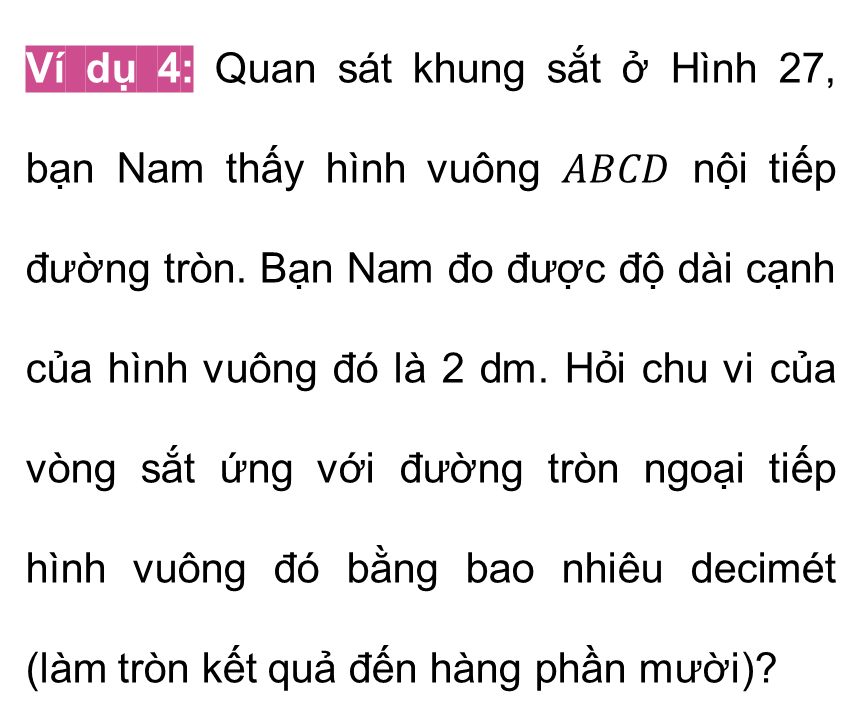 Ví dụ 4: Quan sát khung sắt ở Hình 27,
bạn Nam thấy hình vuông ABCD nội tiếp
đường tròn. Bạn Nam đo được độ dài cạnh
của hình vuông đó là 2 dm. Hỏi chu vi của
vòng sắt ứng với đường tròn ngoại tiếp
hình vuông đó bằng bao nhiêu decimét
(làm tròn kết quả đến hàng phần mười)?